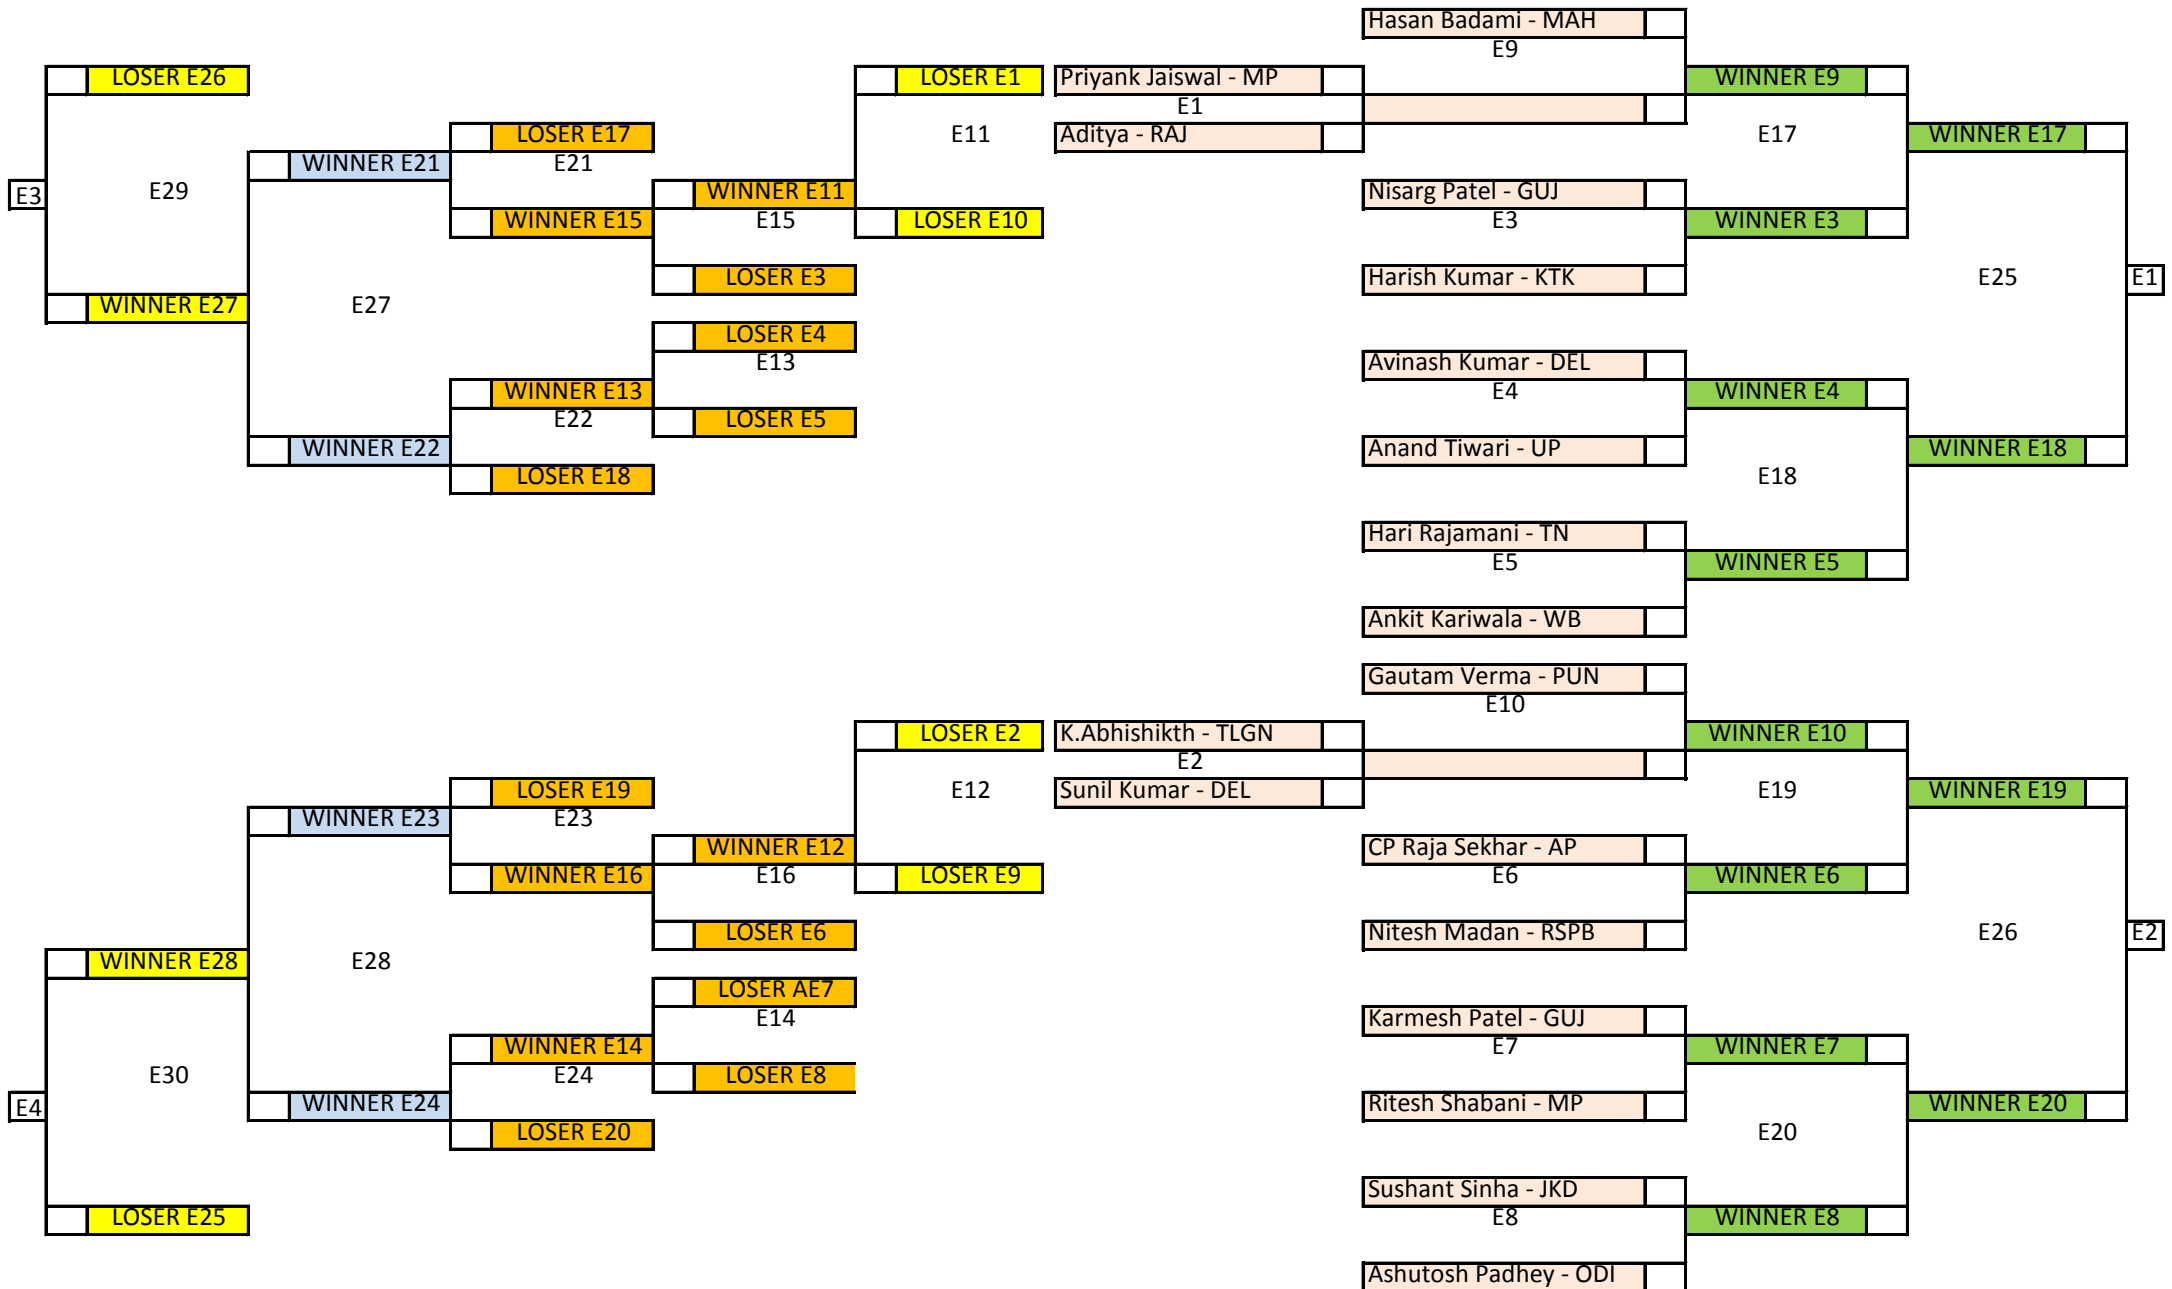 Hasan Badami - MAH
E9
LOSER E26
LOSER E1
Priyank Jaiswal - MP
WINNER E9
E1
LOSER E17
E11
Aditya - RAJ
E17
WINNER E17
WINNER E21
E21
E3
E29
WINNER E11
Nisarg Patel - GUJ
WINNER E15
E15
LOSER E10
E3
WINNER E3
LOSER E3
Harish Kumar - KTK
E25
E1
WINNER E27
E27
LOSER E4
E13
Avinash Kumar - DEL
WINNER E13
E4
WINNER E4
E22
LOSER E5
WINNER E22
Anand Tiwari - UP
WINNER E18
LOSER E18
E18
Hari Rajamani - TN
E5
WINNER E5
Ankit Kariwala - WB
Gautam Verma - PUN
E10
LOSER E2
K.Abhishikth - TLGN
WINNER E10
E2
LOSER E19
E12
Sunil Kumar - DEL
E19
WINNER E19
WINNER E23
E23
WINNER E12
CP Raja Sekhar - AP
WINNER E16
E16
LOSER E9
E6
WINNER E6
LOSER E6
Nitesh Madan - RSPB
E26
E2
WINNER E28
E28
LOSER AE7
E14
Karmesh Patel - GUJ
WINNER E14
E7
WINNER E7
E30
E24
LOSER E8
E4
WINNER E24
Ritesh Shabani - MP
WINNER E20
LOSER E20
E20
Sushant Sinha - JKD
LOSER E25
E8
WINNER E8
Ashutosh Padhey - ODI